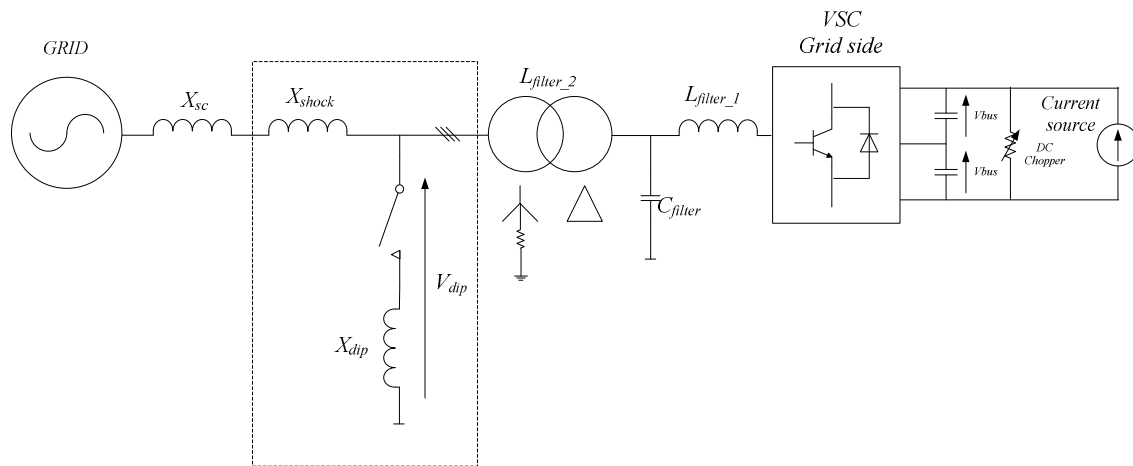 GRID
X_sc
X_shock
L_filter_2
L_filter_1
VSC
Grid side
C_filter
V_dip
X_dip
Vbus
Vbus
DC
Chopper
Current
source